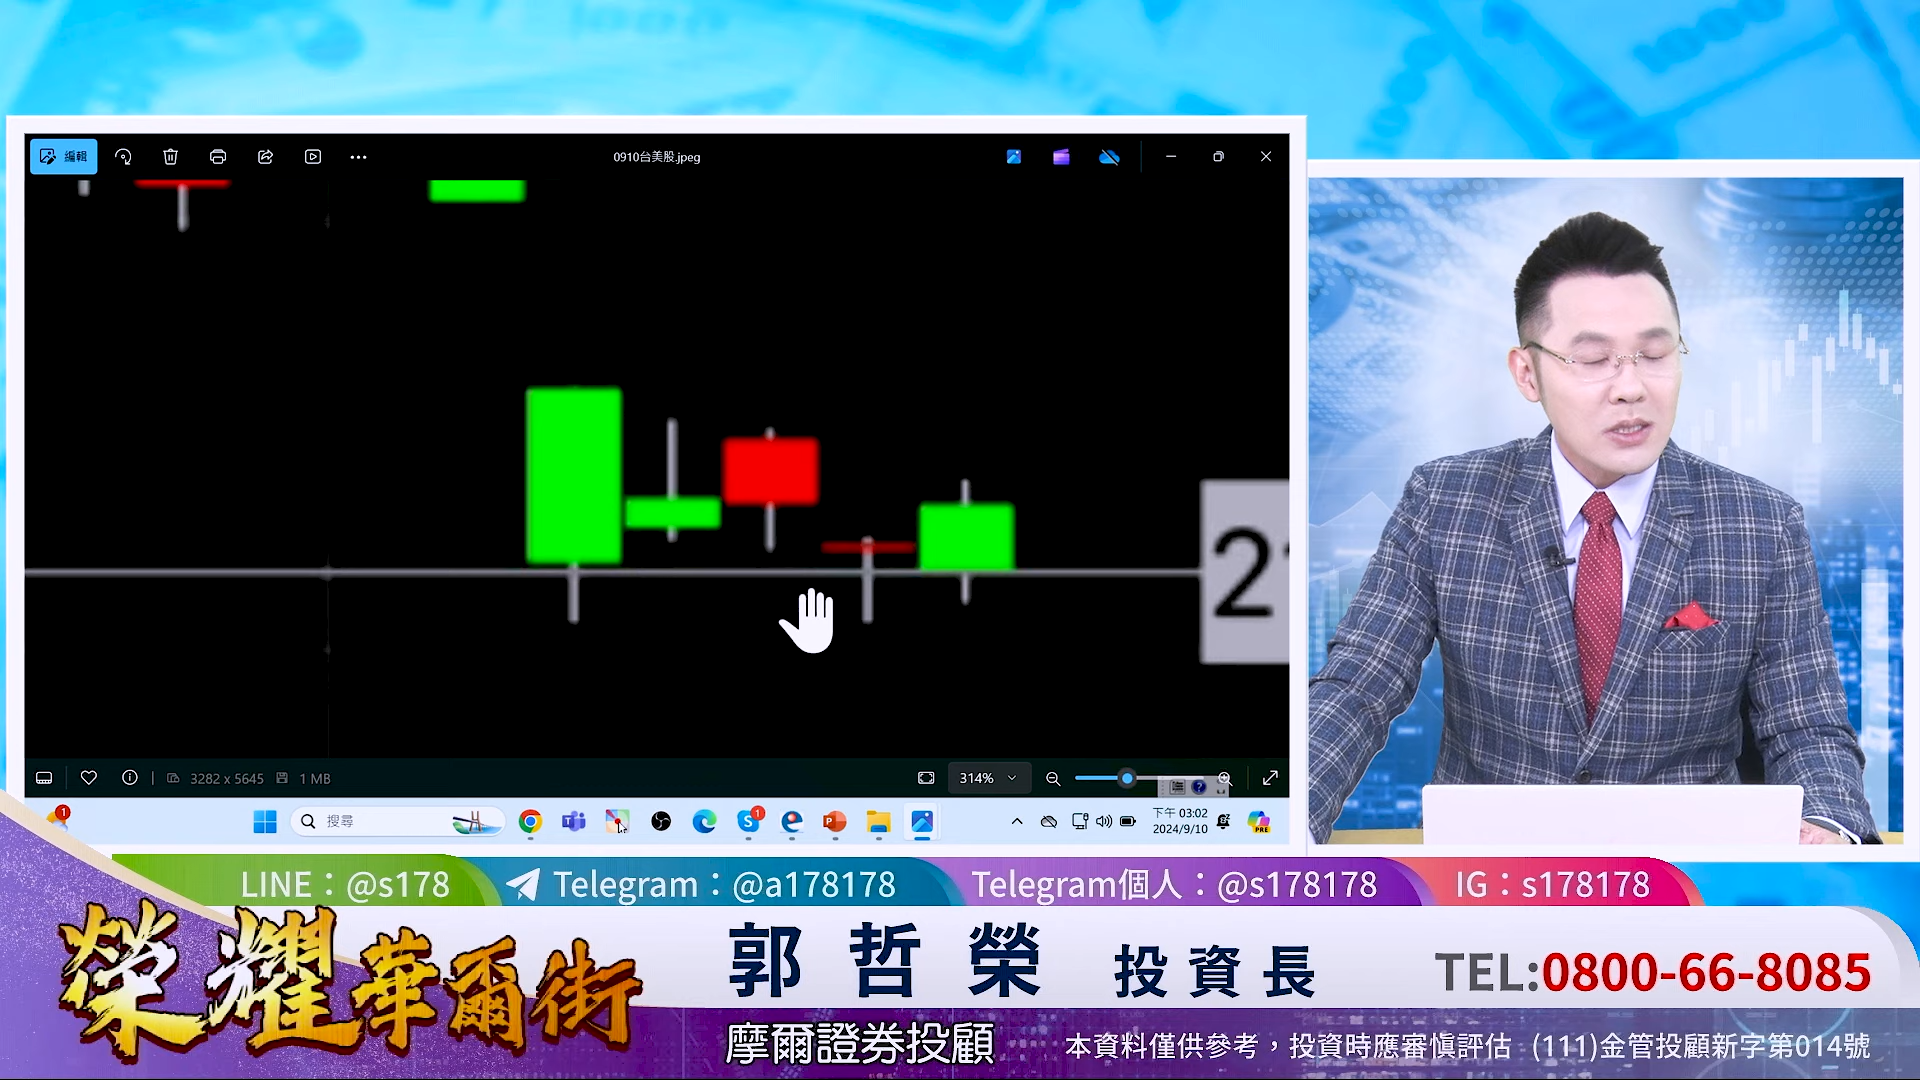 編輯
0910台美股.jpeg
2
3282 x 5645
1 MB
314%
1
搜尋
1
下午 03:02
2024/9/10
PRE
LINE：@s178
Telegram：@a178178
Telegram個人：@s178178
IG：s178178
榮耀華爾街
郭哲榮 投資長
TEL:0800-66-8085
摩爾證券投顧
本資料僅供參考，投資時應審慎評估 (111)金管投顧新字第014號